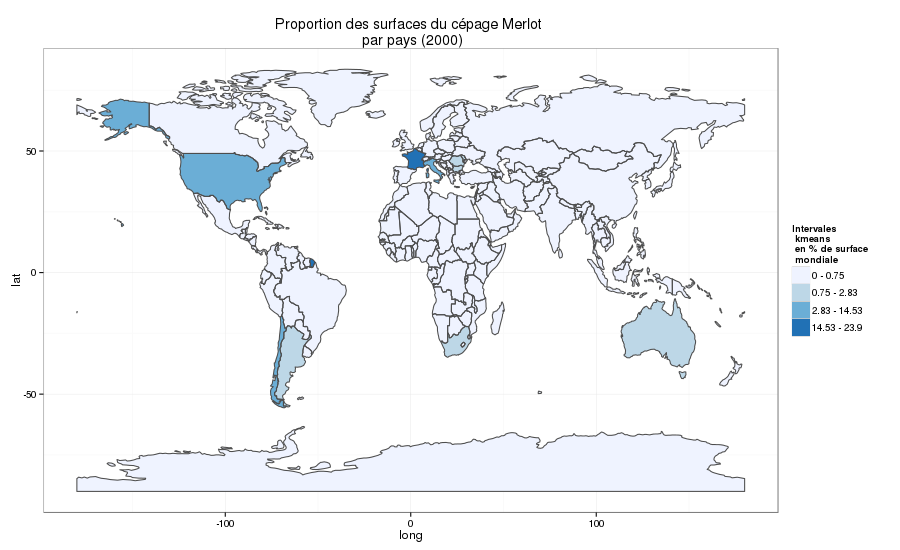 Proportion des surfaces du cépage Merlot
par pays (2000)
50
0
-50
lat
-100
0
100
long
Intervales
kmeans
en % de surface
mondiale
0 - 0.75
0.75 - 2.83
2.83 - 14.53
14.53 - 23.9